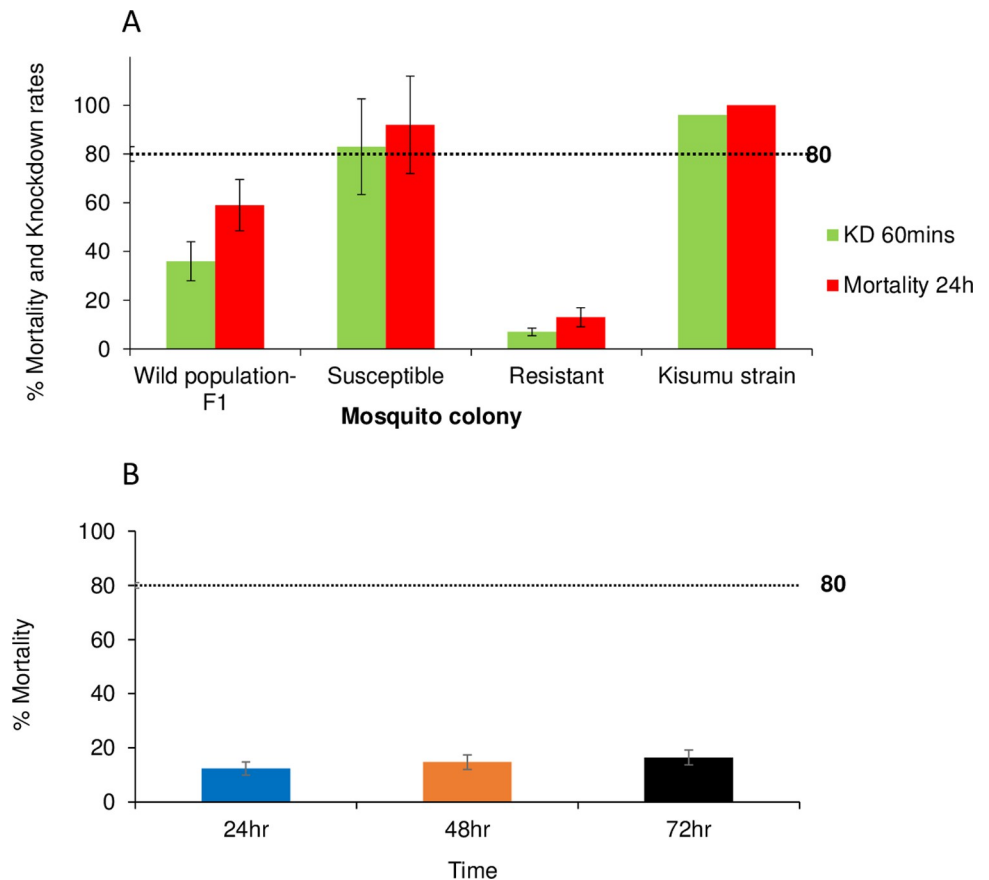 A
% Mortality and Knockdown rates
100
80
60
40
20
0
80
KD 60mins
Mortality 24h
Wild population-
F1
Susceptible
Resistant
Kisumu strain
Mosquito colony
B
% Mortality
100
80
60
40
20
0
80
24hr
48hr
72hr
Time